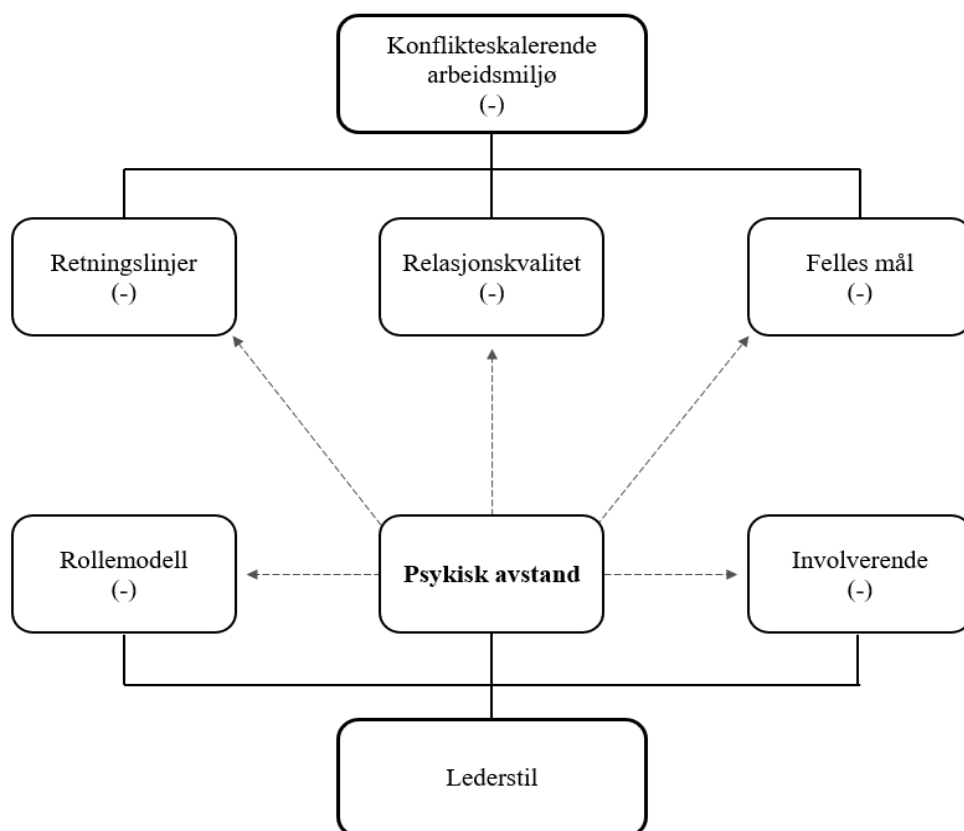 Konflikteskalerende
arbeidsmiljø
(-)
Retningslinjer
(-)
Relasjonskvalitet
(-)
Felles mål
(-)
Rollemodell
(-)
Psykisk avstand
Involverende
(-)
Lederstil